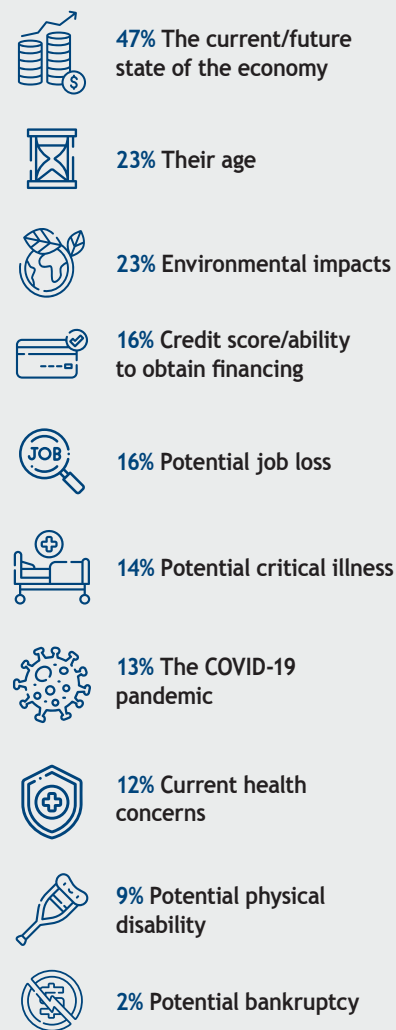 47% The current/future
state of the economy
$
23% Their age
23% Environmental impacts
16% Credit score/ability
to obtain financing
JOB
16% Potential job loss
14% Potential critical illness
13% The COVID-19
pandemic
12% Current health
concerns
9% Potential physical
disability
2% Potential bankruptcy